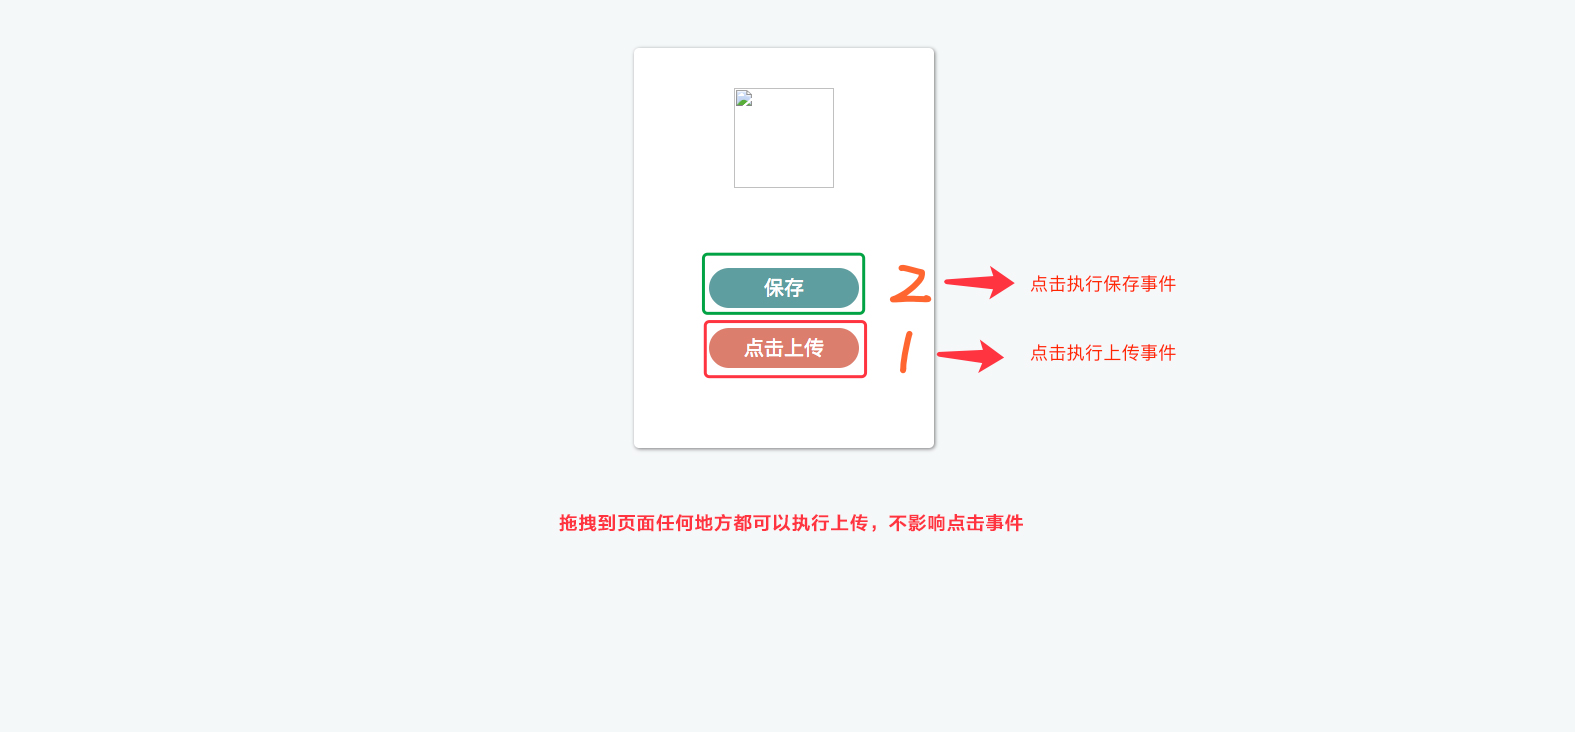 保存
2
点击执行保存事件
点击上传
1
点击执行上传事件
拖拽到页面任何地方都可以执行上传，不影响点击事件